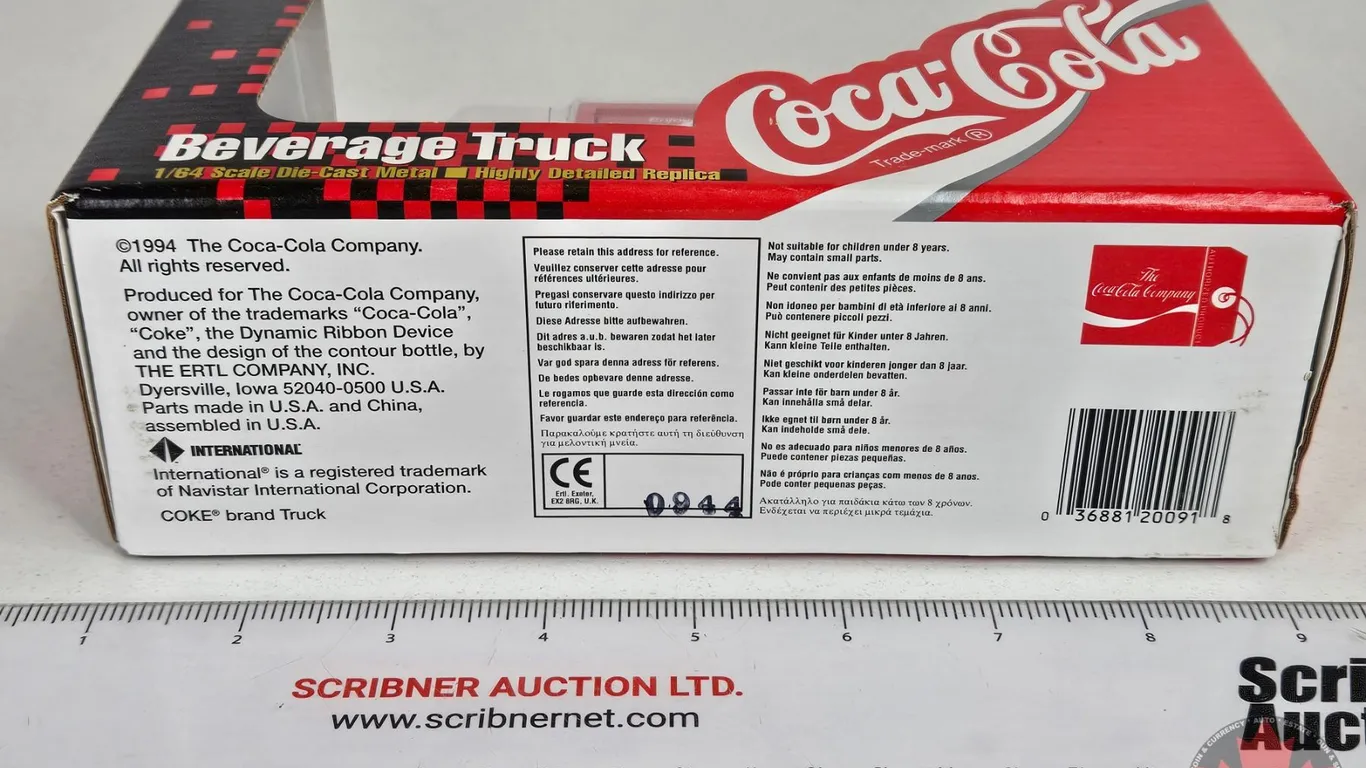 Coca-Cola
Trade-mark ®
Beverage Truck
1/64 Scale Die-Cast Metal Highly Detailed Replica
©1994 The Coca-Cola Company.
All rights reserved.
Produced for The Coca-Cola Company,
owner of the trademarks “Coca-Cola”,
“Coke”, the Dynamic Ribbon Device
and the design of the contour bottle, by
THE ERTL COMPANY, INC.
Dyersville, Iowa 52040-0500 U.S.A.
Parts made in U.S.A. and China,
assembled in U.S.A.
INTERNATIONAL
International® is a registered trademark
of Navistar International Corporation.
COKE® brand Truck
Please retain this address for reference.
Veuillez conserver cette adresse pour
références ultérieures.
Pregasi conservare questo indirizzo per
futuro riferimento.
Diese Adresse bitte aufbewahren.
Dit adres a.u.b. bewaren zodat het later
beschikbaar is.
Var god spara denna adress för referens.
De bedes opbevare denne adresse.
Le rogamos que guarde esta dirección como
referencia.
Favor guardar este endereço para referência.
Παρακαλούμε κρατήστε αυτή τη διεύθυνση
για μελοντική μνεία.
CE
Ertl. Exeter,
EX2 8RG, U.K.
0944
Not suitable for children under 8 years.
May contain small parts.
Ne convient pas aux enfants de moins de 8 ans.
Peut contenir des petites pièces.
Non idoneo per bambini di età inferiore ai 8 anni.
Può contenere piccoli pezzi.
Nicht geeignet für Kinder unter 8 Jahren.
Kann kleine Teile enthalten.
Niet geschikt voor kinderen jonger dan 8 jaar.
Kan kleine onderdelen bevatten.
Passar inte för barn under 8 år.
Kan innehålla små delar.
Ikke egnet til børn under 8 år.
Kan indeholde små dele.
No es adecuado para niños menores de 8 años.
Puede contener piezas pequeñas.
Não é próprio para crianças com menos de 8 anos.
Pode conter pequenas peças.
Ακατάλληλο για παιδάκια κάτω των 8 χρόνων.
Ενδέχεται να περιέχει μικρά τεμάχια.
The
Coca-Cola Company
AUTHORIZED PRODUCT
0 36881 20091 8
1 2 3 4 5 6 7 8 9
SCRIBNER AUCTION LTD.
www.scribnernet.com
Scri
Auct
COIN & CURRENCY • AUTO • ESTATE • GUN &